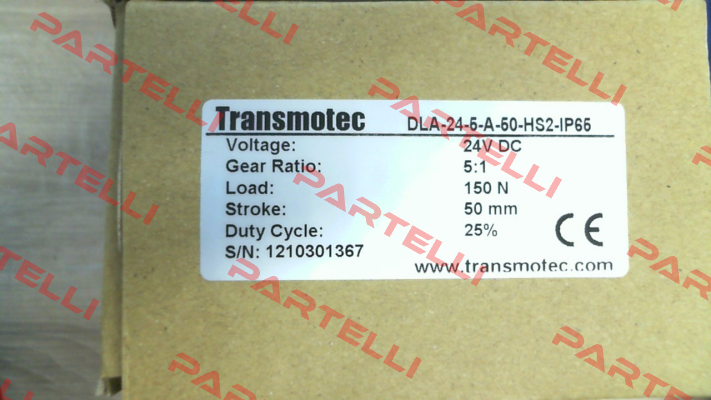 Transmotec DLA-24-5-A-50-HS2-IP65
Voltage: 24V DC
Gear Ratio: 5:1
Load: 150 N
Stroke: 50 mm
Duty Cycle: 25%
S/N: 1210301367
CE
www.transmotec.com
PARTELLI
PARTELLI
PARTELLI
PARTELLI
PARTELLI
PARTELLI
PARTELLI